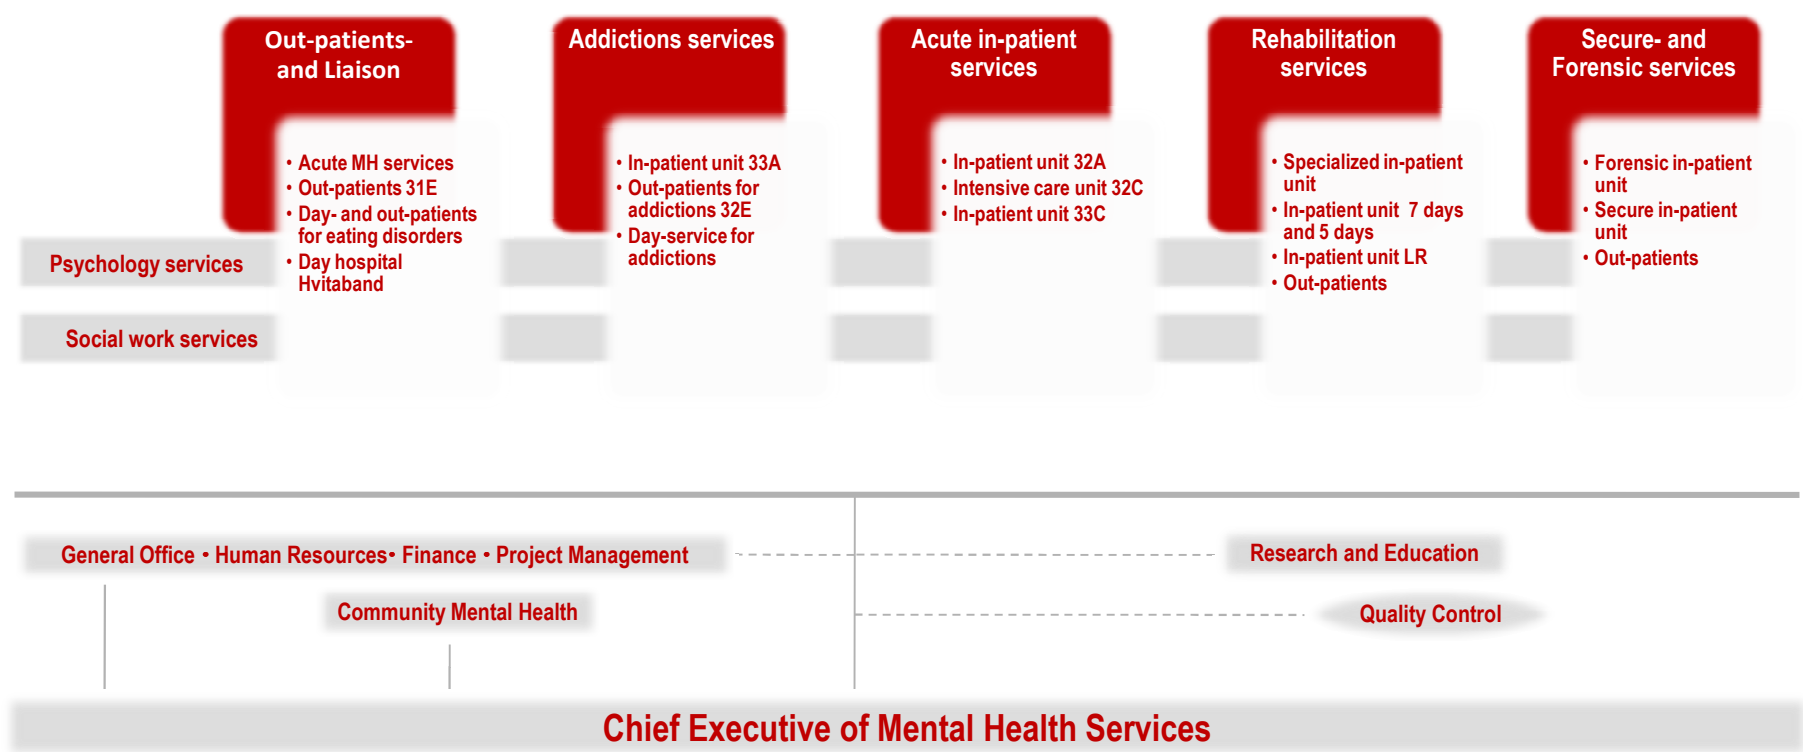 Out-patients-
and Liaison
• Acute MH services
• Out-patients 31E
• Day- and out-patients
for eating disorders
• Day hospital
Hvitaband
Addictions services
• In-patient unit 33A
• Out-patients for
addictions 32E
• Day-service for
addictions
Acute in-patient
services
• In-patient unit 32A
• Intensive care unit 32C
• In-patient unit 33C
Rehabilitation
services
• Specialized in-patient
unit
• In-patient unit 7 days
and 5 days
• In-patient unit LR
• Out-patients
Secure- and
Forensic services
• Forensic in-patient
unit
• Secure in-patient
unit
• Out-patients
Psychology services
Social work services
General Office • Human Resources• Finance • Project Management
Research and Education
Community Mental Health
Quality Control
Chief Executive of Mental Health Services